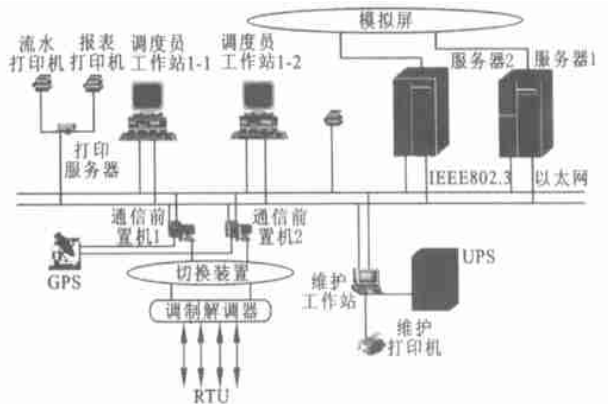 模拟屏
流水
打印机
报表
打印机
调度员
工作站1-1
调度员
工作站1-2
服务器2
服务器1
打印
服务器
IEEE802.3
以太网
通信前
置机1
通信前
置机2
GPS
切换装置
调制解调器
RTU
维护
工作站
UPS
维护
打印机